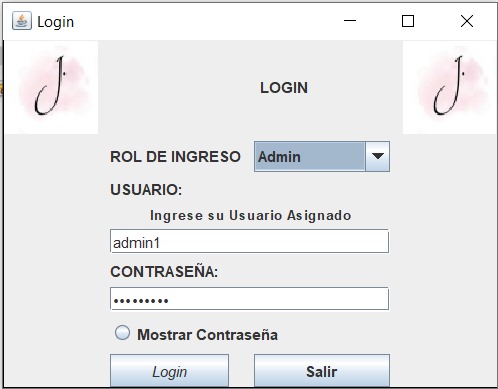 Login
J.
J.
LOGIN
ROL DE INGRESO Admin
USUARIO:
Ingrese su Usuario Asignado
admin1
CONTRASEÑA:
•••••••••
Mostrar Contraseña
Login Salir